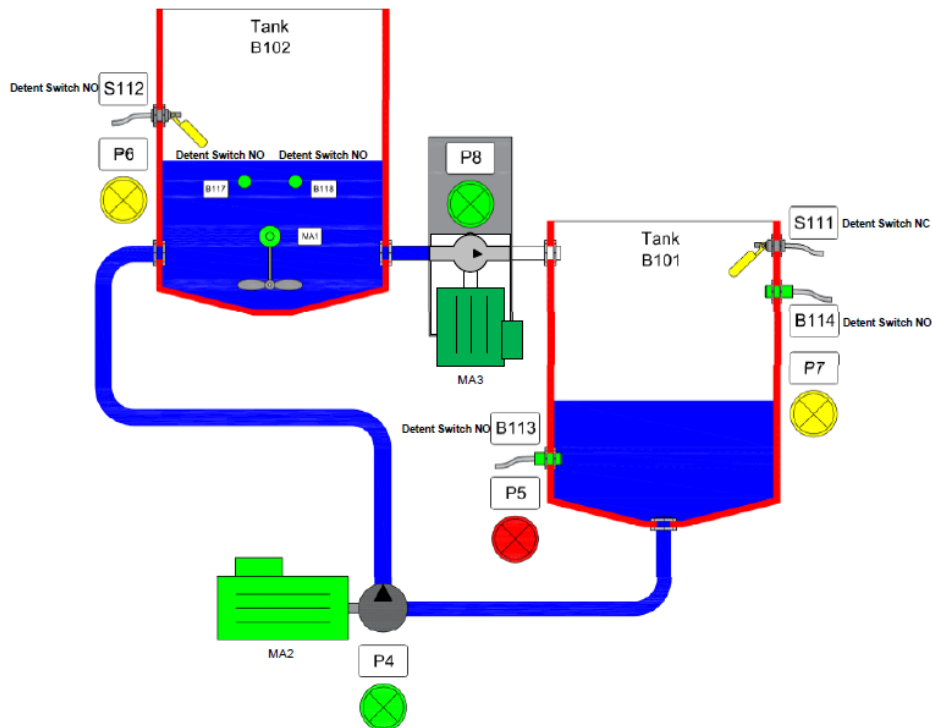 Tank
B102
Detent Switch NO
S112
P6
Detent Switch NO
Detent Switch NO
B117
B118
MA1
P8
Tank
B101
S111
Detent Switch NC
B114
Detent Switch NO
MA3
P7
Detent Switch NO
B113
P5
MA2
P4